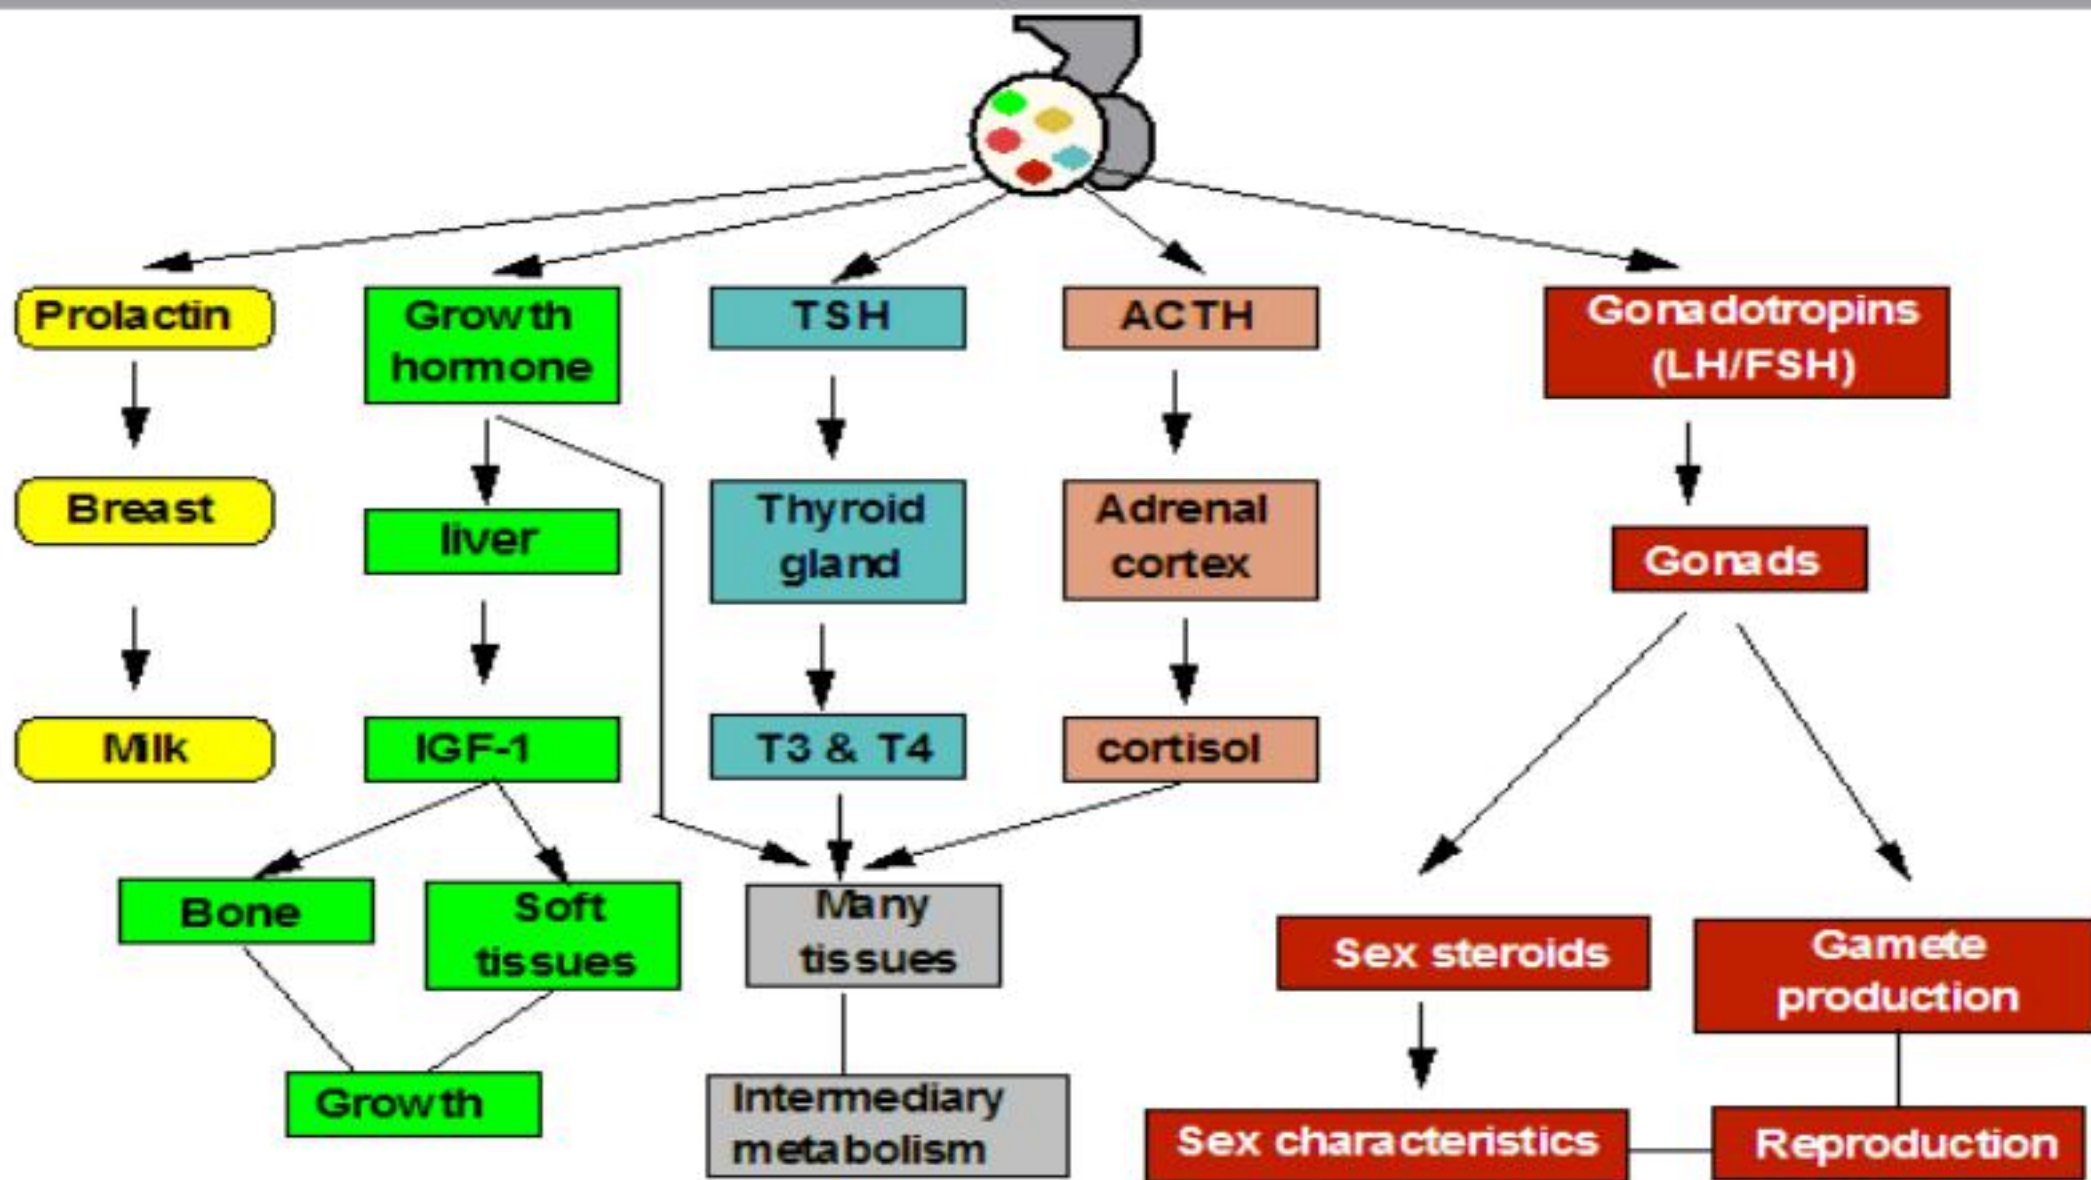 Prolactin
Growth
hormone
TSH
ACTH
Gonadotropins
(LH/FSH)
Breast
liver
Thyroid
gland
Adrenal
cortex
Gonads
Milk
IGF-1
T3 & T4
cortisol
Bone
Soft
tissues
Many
tissues
Sex steroids
Gamete
production
Growth
Intermediary
metabolism
Sex characteristics
Reproduction